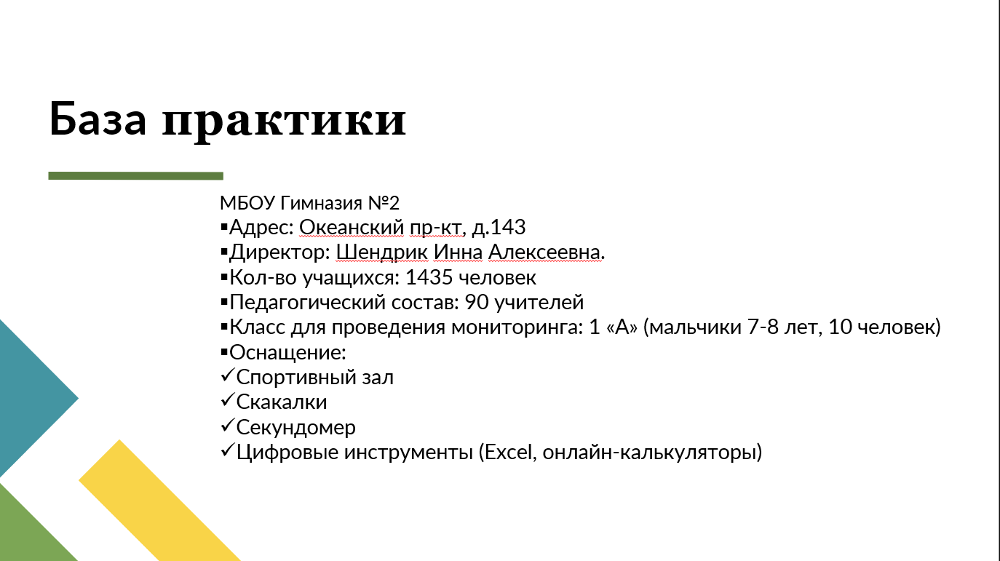 База практики
МБОУ Гимназия №2
▪Адрес: Океанский пр-кт, д.143
▪Директор: Шендрик Инна Алексеевна.
▪Кол-во учащихся: 1435 человек
▪Педагогический состав: 90 учителей
▪Класс для проведения мониторинга: 1 «А» (мальчики 7-8 лет, 10 человек)
▪Оснащение:
✓Спортивный зал
✓Скакалки
✓Секундомер
✓Цифровые инструменты (Excel, онлайн-калькуляторы)